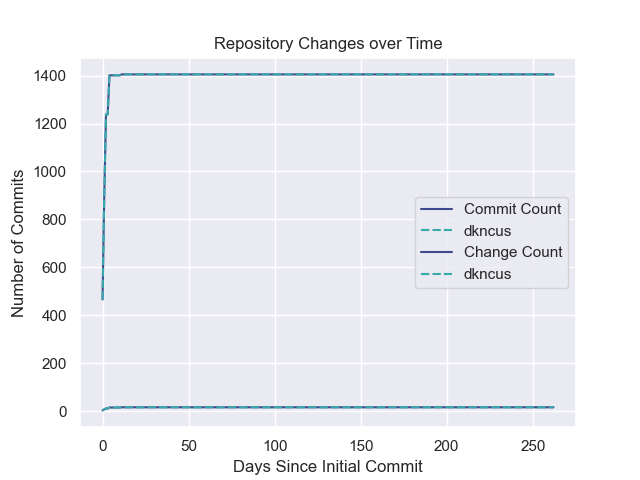 Repository Changes over Time
Number of Commits
1400
1200
1000
800
600
400
200
0
Commit Count
dkncus
Change Count
dkncus
0 50 100 150 200 250
Days Since Initial Commit